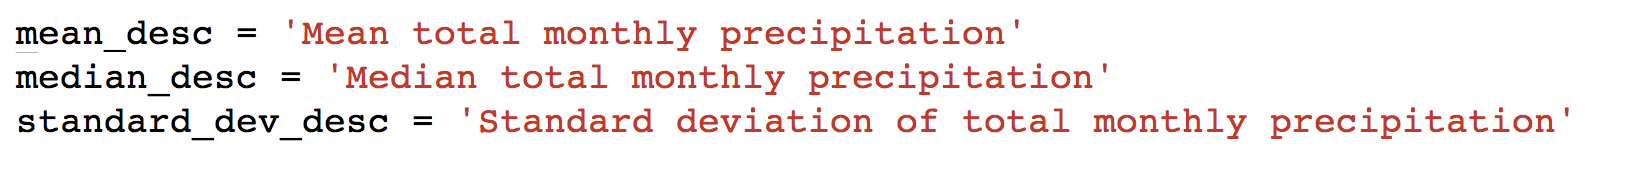 mean_desc = 'Mean total monthly precipitation'
median_desc = 'Median total monthly precipitation'
standard_dev_desc = 'Standard deviation of total monthly precipitation'